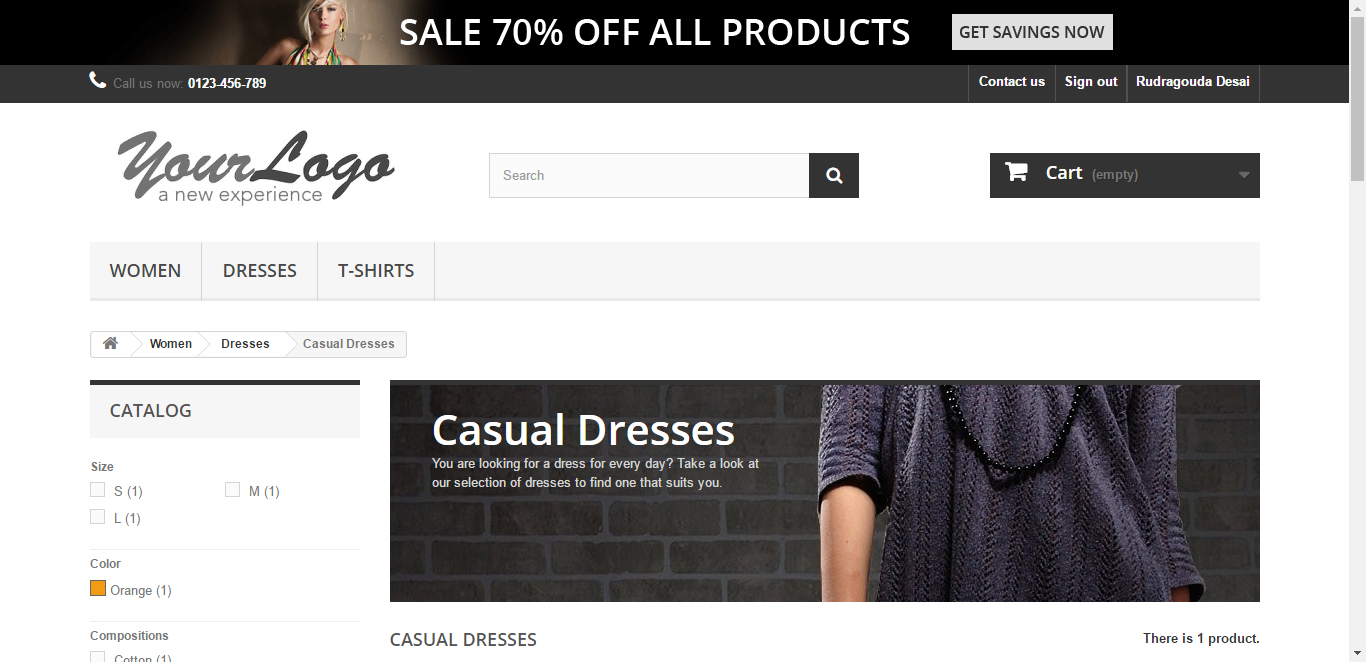 SALE 70% OFF ALL PRODUCTS
GET SAVINGS NOW
Call us now: 0123-456-789
Contact us
Sign out
Rudragouda Desai
YourLogo
a new experience
Search
Cart (empty)
WOMEN
DRESSES
T-SHIRTS
Women
Dresses
Casual Dresses
CATALOG
Size
S (1)
M (1)
L (1)
Color
Orange (1)
Compositions
Cotton (1)
Casual Dresses
You are looking for a dress for every day? Take a look at
our selection of dresses to find one that suits you.
CASUAL DRESSES
There is 1 product.